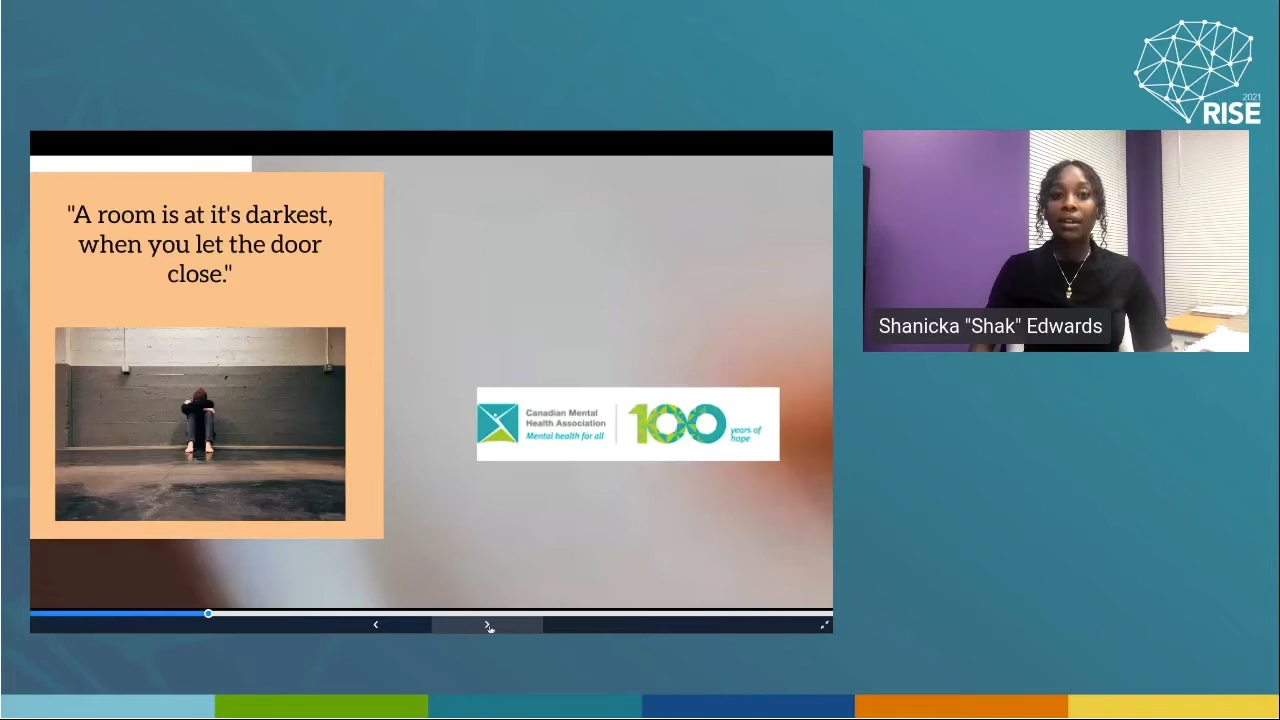 2021
RISE
"A room is at it's darkest,
when you let the door
close."
Canadian Mental
Health Association
Mental health for all
100
years of
hope
Shanicka "Shak" Edwards